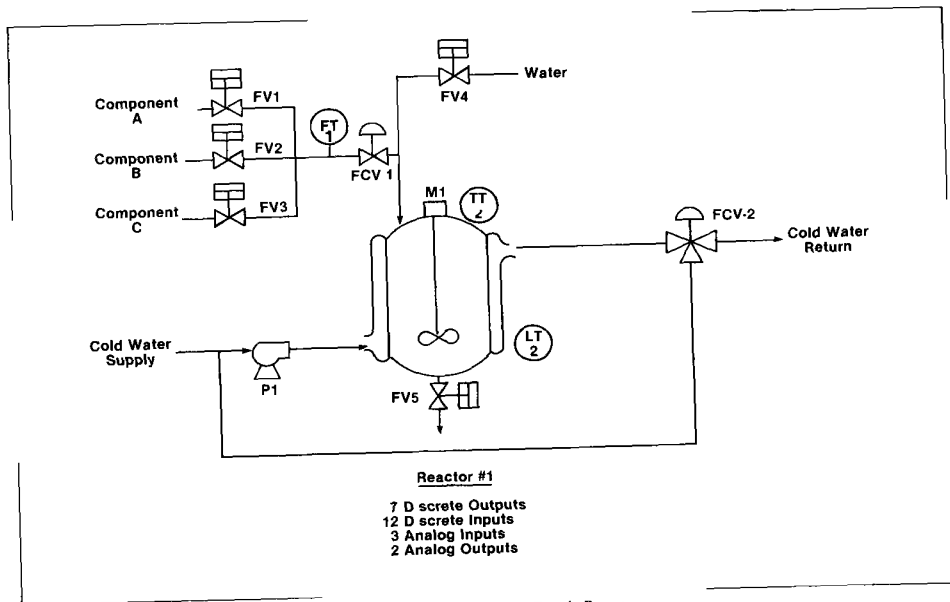 Component
A
FV1
Component
B
FV2
Component
C
FV3
FT
1
FCV 1
FV4
Water
M1
TT
2
FCV-2
Cold Water
Return
LT
2
Cold Water
Supply
P1
FV5
Reactor #1
7 D screte Outputs
12 D screte Inputs
3 Analog Inputs
2 Analog Outputs